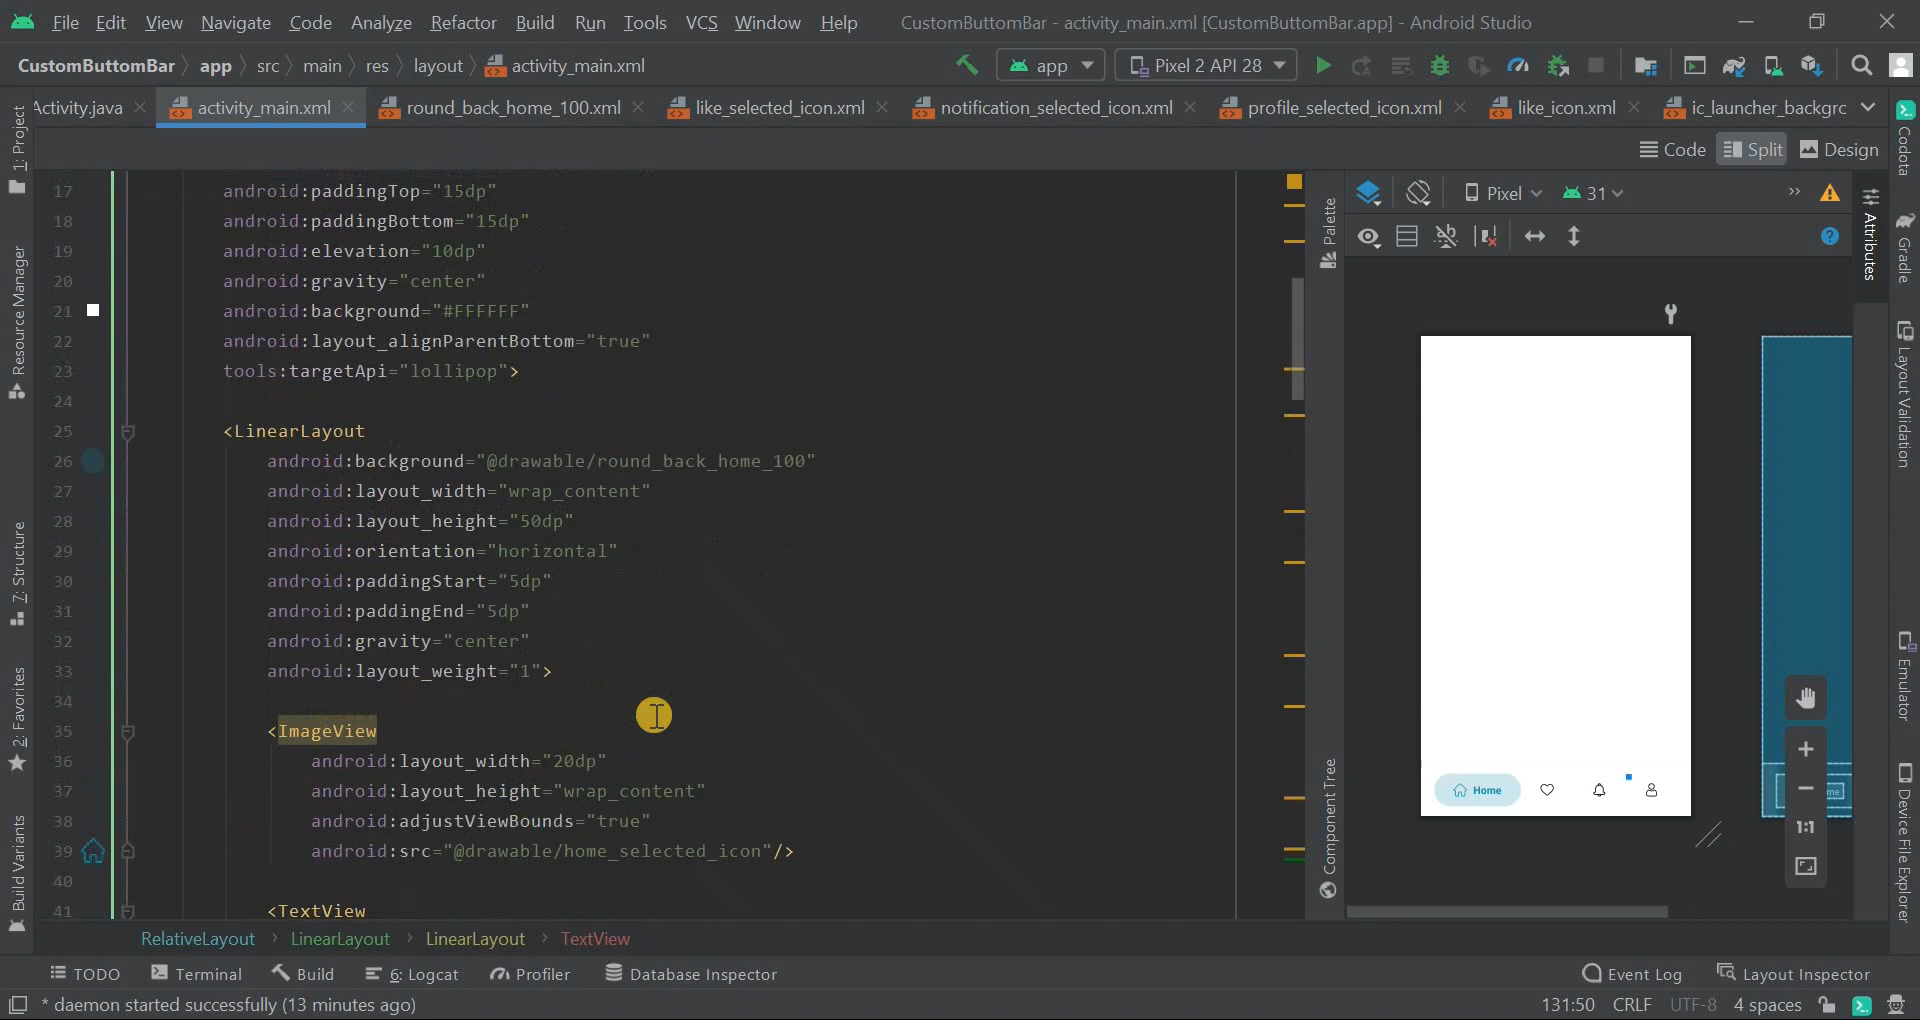 File Edit View Navigate Code Analyze Refactor Build Run Tools VCS Window Help CustomButtomBar - activity_main.xml [CustomButtomBar.app] - Android Studio
CustomButtomBar app src main res layout activity_main.xml app Pixel 2 API 28
Activity.java activity_main.xml round_back_home_100.xml like_selected_icon.xml notification_selected_icon.xml profile_selected_icon.xml like_icon.xml ic_launcher_backgrc
Code Split Design
Pixel 31
17 android:paddingTop="15dp"
18 android:paddingBottom="15dp"
19 android:elevation="10dp"
20 android:gravity="center"
21 android:background="#FFFFFF"
22 android:layout_alignParentBottom="true"
23 tools:targetApi="lollipop">
24
25 <LinearLayout
26 android:background="@drawable/round_back_home_100"
27 android:layout_width="wrap_content"
28 android:layout_height="50dp"
29 android:orientation="horizontal"
30 android:paddingStart="5dp"
31 android:paddingEnd="5dp"
32 android:gravity="center"
33 android:layout_weight="1">
34
35 <ImageView
36 android:layout_width="20dp"
37 android:layout_height="wrap_content"
38 android:adjustViewBounds="true"
39 android:src="@drawable/home_selected_icon"/>
40
41 <TextView
1: Project
Resource Manager
7: Structure
2: Favorites
Build Variants
Palette
Component Tree
Home
me
1:1
Attributes
Codota
Gradle
Layout Validation
Emulator
Device File Explorer
RelativeLayout LinearLayout LinearLayout TextView
TODO Terminal Build 6: Logcat Profiler Database Inspector Event Log Layout Inspector
* daemon started successfully (13 minutes ago) 131:50 CRLF UTF-8 4 spaces